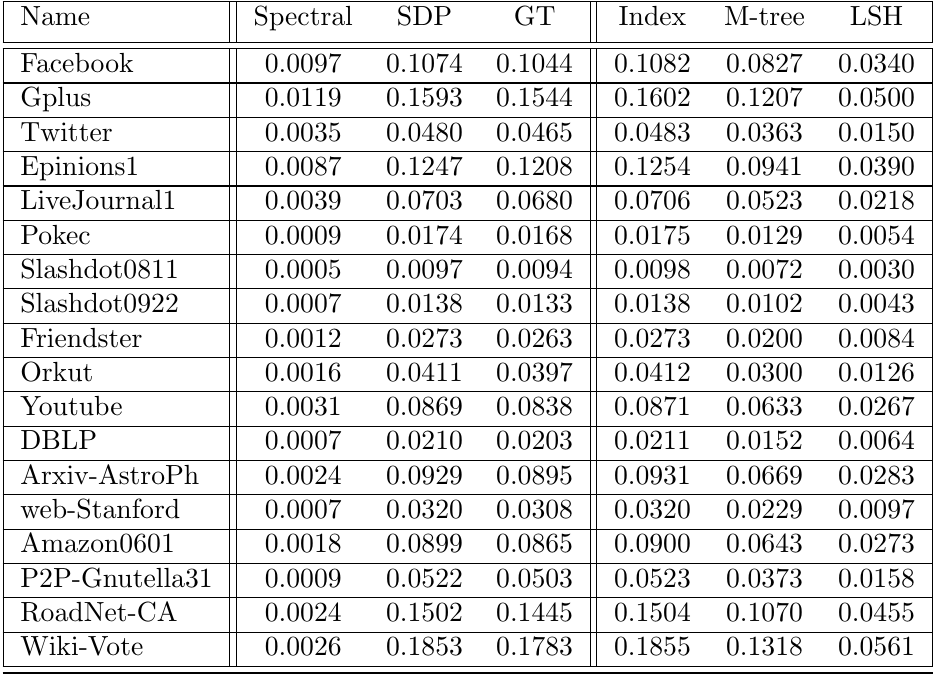 Name Spectral SDP GT Index M-tree LSH
Facebook 0.0097 0.1074 0.1044 0.1082 0.0827 0.0340
Gplus 0.0119 0.1593 0.1544 0.1602 0.1207 0.0500
Twitter 0.0035 0.0480 0.0465 0.0483 0.0363 0.0150
Epinions1 0.0087 0.1247 0.1208 0.1254 0.0941 0.0390
LiveJournal1 0.0039 0.0703 0.0680 0.0706 0.0523 0.0218
Pokec 0.0009 0.0174 0.0168 0.0175 0.0129 0.0054
Slashdot0811 0.0005 0.0097 0.0094 0.0098 0.0072 0.0030
Slashdot0922 0.0007 0.0138 0.0133 0.0138 0.0102 0.0043
Friendster 0.0012 0.0273 0.0263 0.0273 0.0200 0.0084
Orkut 0.0016 0.0411 0.0397 0.0412 0.0300 0.0126
Youtube 0.0031 0.0869 0.0838 0.0871 0.0633 0.0267
DBLP 0.0007 0.0210 0.0203 0.0211 0.0152 0.0064
Arxiv-AstroPh 0.0024 0.0929 0.0895 0.0931 0.0669 0.0283
web-Stanford 0.0007 0.0320 0.0308 0.0320 0.0229 0.0097
Amazon0601 0.0018 0.0899 0.0865 0.0900 0.0643 0.0273
P2P-Gnutella31 0.0009 0.0522 0.0503 0.0523 0.0373 0.0158
RoadNet-CA 0.0024 0.1502 0.1445 0.1504 0.1070 0.0455
Wiki-Vote 0.0026 0.1853 0.1783 0.1855 0.1318 0.0561